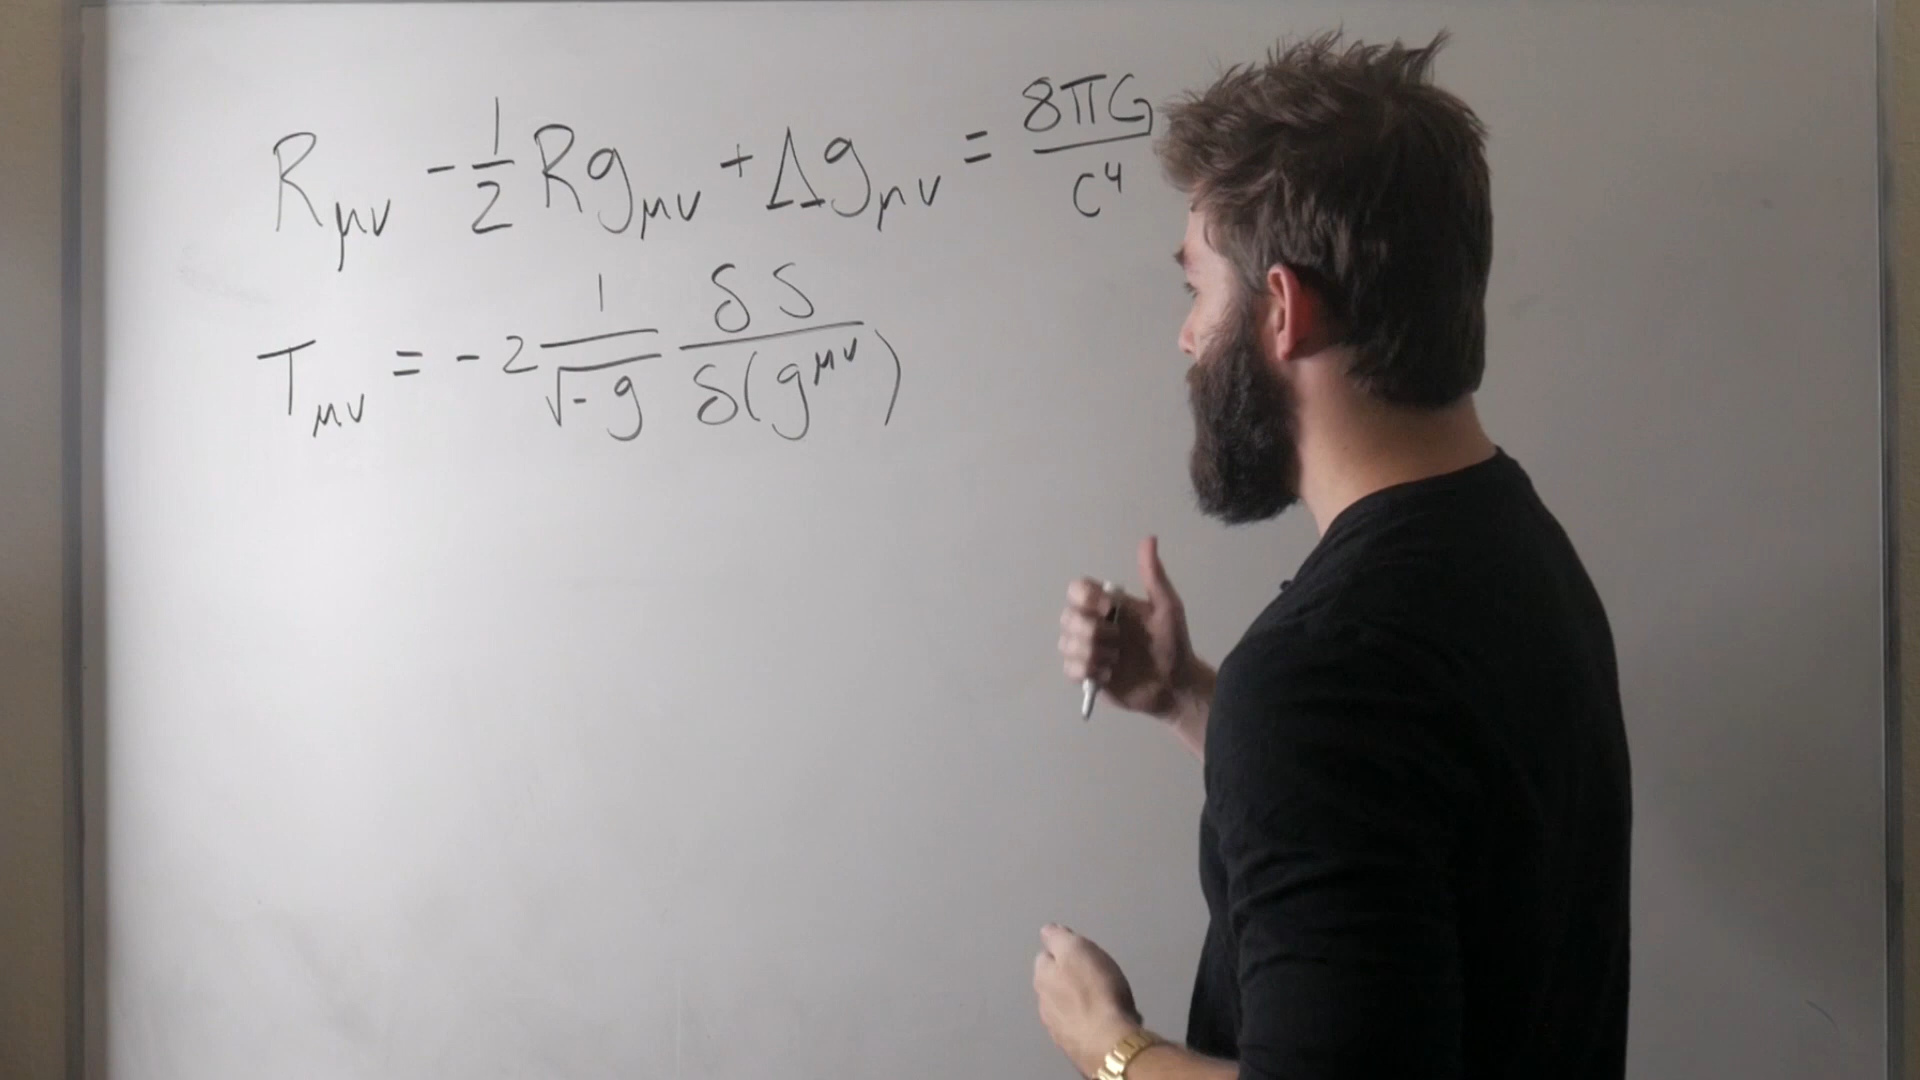 R_μν - 1/2 R g_μν + Λ g_μν = 8πG/c⁴
T_μν = -2 1/√-g δS/δ(g^μν)